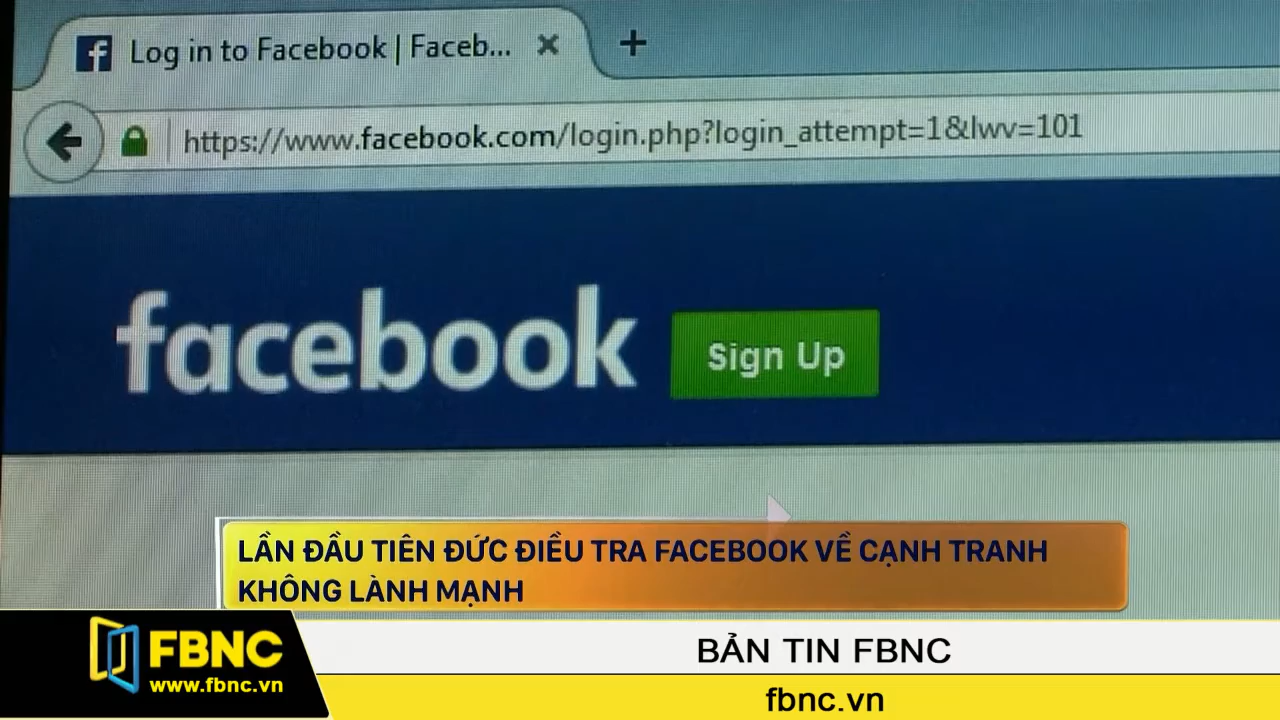 Log in to Facebook | Faceb...
https://www.facebook.com/login.php?login_attempt=1&lwv=101
facebook
Sign Up
LẦN ĐẦU TIÊN ĐỨC ĐIỀU TRA FACEBOOK VỀ CẠNH TRANH
KHÔNG LÀNH MẠNH
FBNC
www.fbnc.vn
BẢN TIN FBNC
fbnc.vn